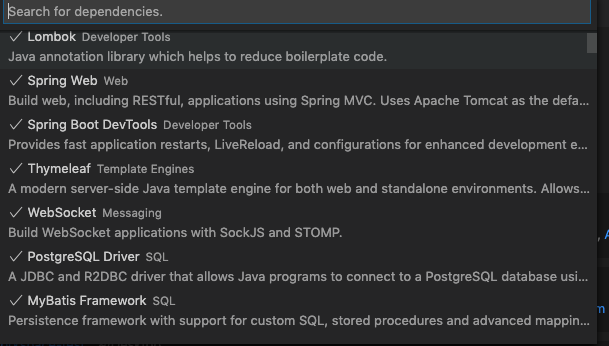 Search for dependencies.
✓ Lombok Developer Tools
Java annotation library which helps to reduce boilerplate code.
✓ Spring Web Web
Build web, including RESTful, applications using Spring MVC. Uses Apache Tomcat as the defa...
✓ Spring Boot DevTools Developer Tools
Provides fast application restarts, LiveReload, and configurations for enhanced development e...
✓ Thymeleaf Template Engines
A modern server-side Java template engine for both web and standalone environments. Allows...
✓ WebSocket Messaging
Build WebSocket applications with SockJS and STOMP.
✓ PostgreSQL Driver SQL
A JDBC and R2DBC driver that allows Java programs to connect to a PostgreSQL database usi...
✓ MyBatis Framework SQL
Persistence framework with support for custom SQL, stored procedures and advanced mappin...